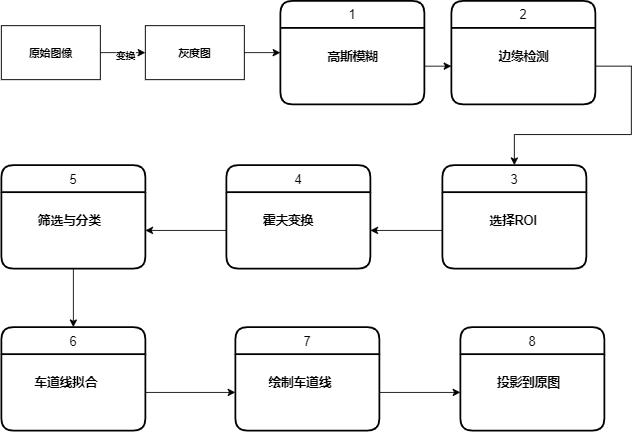 原始图像
变换
灰度图
1
高斯模糊
2
边缘检测
3
选择ROI
4
霍夫变换
5
筛选与分类
6
车道线拟合
7
绘制车道线
8
投影到原图